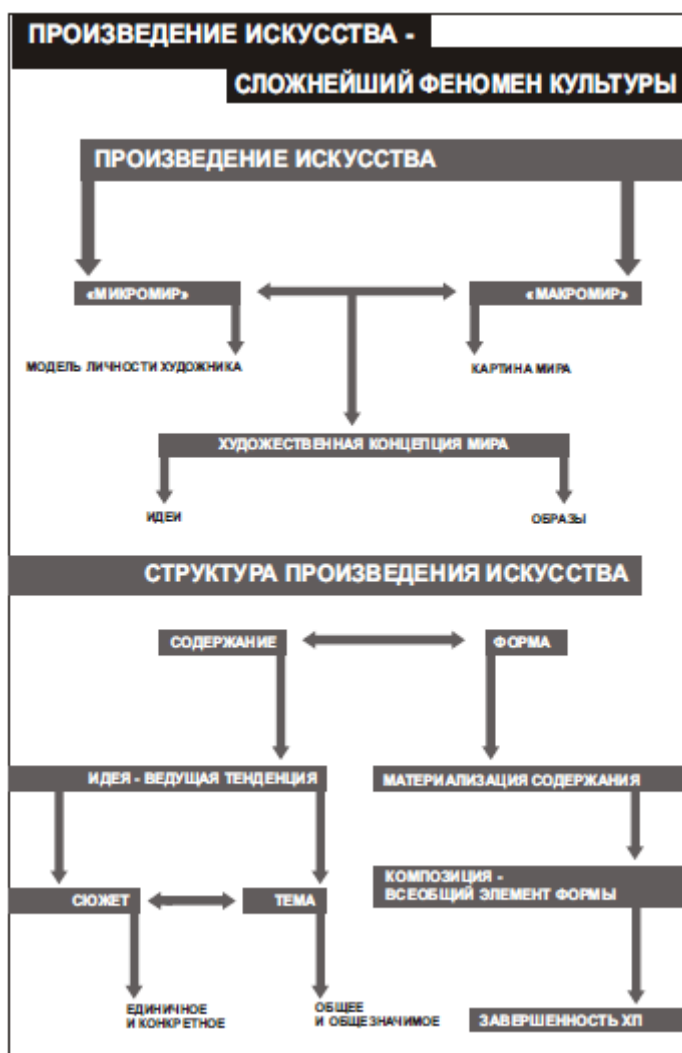 ПРОИЗВЕДЕНИЕ ИСКУССТВА -
СЛОЖНЕЙШИЙ ФЕНОМЕН КУЛЬТУРЫ
ПРОИЗВЕДЕНИЕ ИСКУССТВА
«МИКРОМИР»
«МАКРОМИР»
МОДЕЛЬ ЛИЧНОСТИ ХУДОЖНИКА
КАРТИНА МИРА
ХУДОЖЕСТВЕННАЯ КОНЦЕПЦИЯ МИРА
ИДЕИ
ОБРАЗЫ
СТРУКТУРА ПРОИЗВЕДЕНИЯ ИСКУССТВА
СОДЕРЖАНИЕ
ФОРМА
ИДЕЯ - ВЕДУЩАЯ ТЕНДЕНЦИЯ
МАТЕРИАЛИЗАЦИЯ СОДЕРЖАНИЯ
КОМПОЗИЦИЯ -
ВСЕОБЩИЙ ЭЛЕМЕНТ ФОРМЫ
СЮЖЕТ
ТЕМА
ЕДИНИЧНОЕ
И КОНКРЕТНОЕ
ОБЩЕЕ
И ОБЩЕЗНАЧИМОЕ
ЗАВЕРШЕННОСТЬ ХП